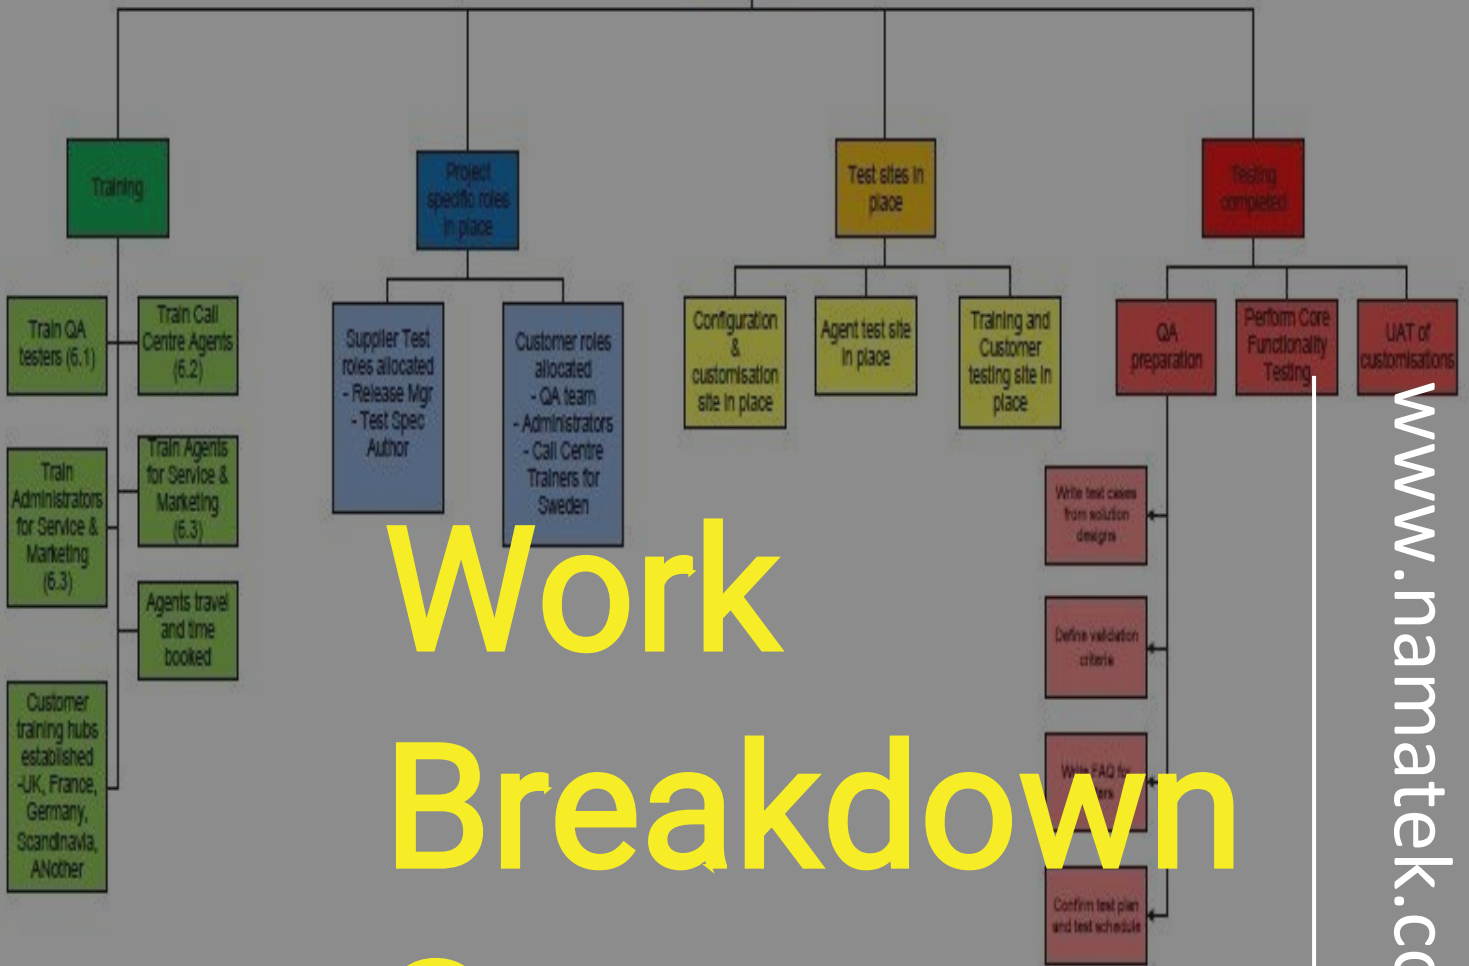 Training
Project
specific roles
in place
Test sites in
place
Testing
completed
Train QA
testers (6.1)
Train Call
Centre Agents
(6.2)
Train
Administrators
for Service &
Marketing
(6.3)
Train Agents
for Service &
Marketing
(6.3)
Agents travel
and time
booked
Customer
training hubs
established
-UK, France,
Germany,
Scandinavia,
ANother
Supplier Test
roles allocated
- Release Mgr
- Test Spec
Author
Customer roles
allocated
- QA team
- Administrators
- Call Centre
Trainers for
Sweden
Configuration
&
customisation
site in place
Agent test site
in place
Training and
Customer
testing site in
place
QA
preparation
Perform Core
Functionality
Testing
UAT of
customisations
Write test cases
from solution
designs
Define validation
criteria
Write FAQ for
Confirm test plan
and test schedule
Work
Breakdown
www.namatek.co